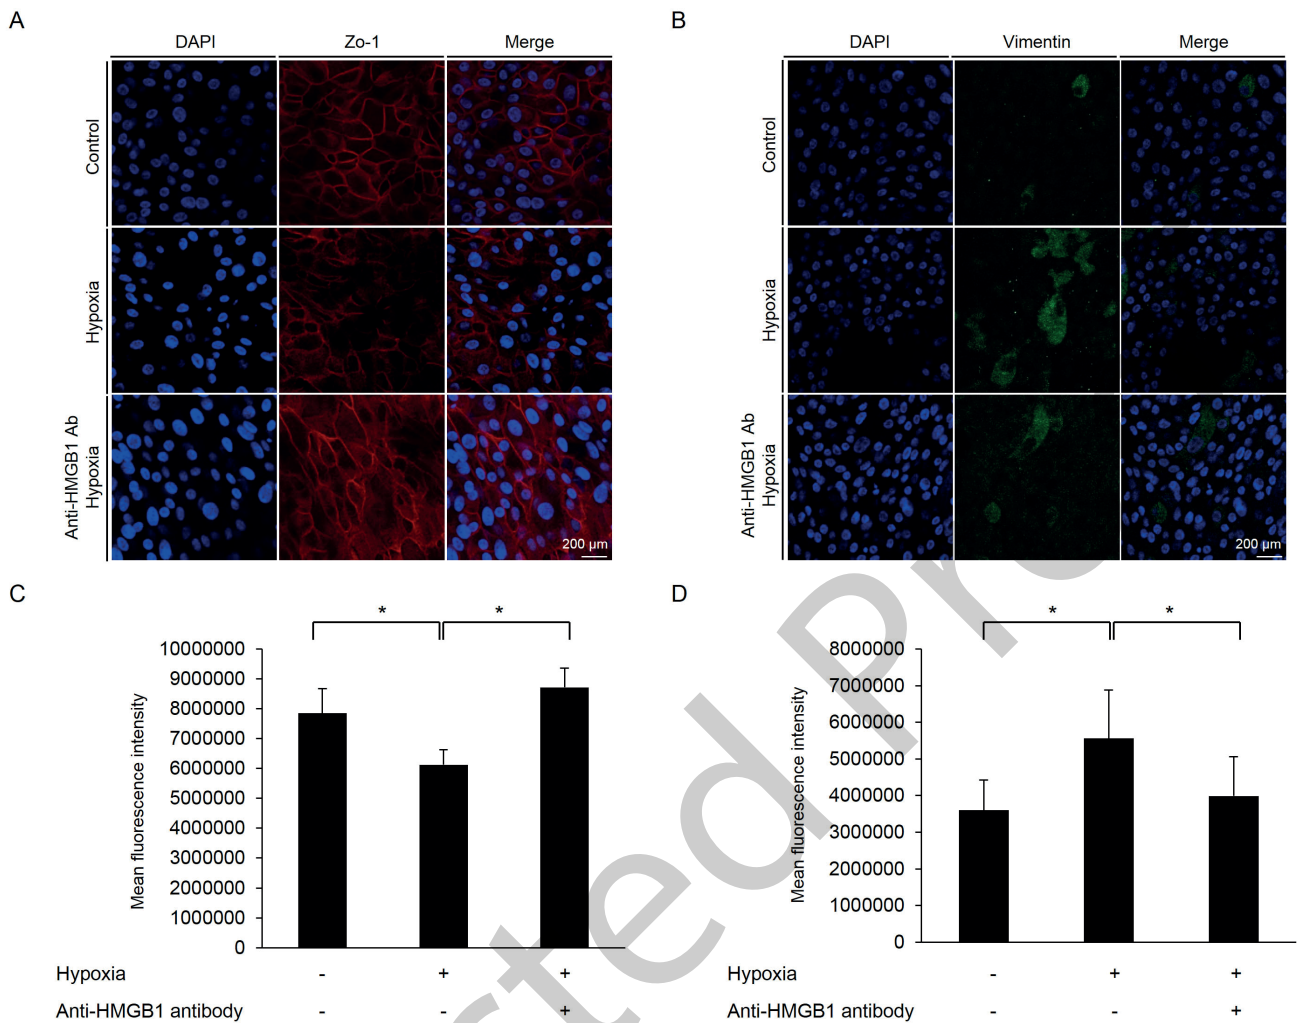 A
DAPI Zo-1 Merge
Control
Hypoxia
Anti-HMGB1 Ab
Hypoxia
200 µm
B
DAPI Vimentin Merge
Control
Hypoxia
Anti-HMGB1 Ab
Hypoxia
200 µm
C
* *
Mean fluorescence intensity
10000000
9000000
8000000
7000000
6000000
5000000
4000000
3000000
2000000
1000000
0
Hypoxia - + +
Anti-HMGB1 antibody - - +
D
* *
Mean fluorescence intensity
8000000
7000000
6000000
5000000
4000000
3000000
2000000
1000000
0
Hypoxia - + +
Anti-HMGB1 antibody - - +